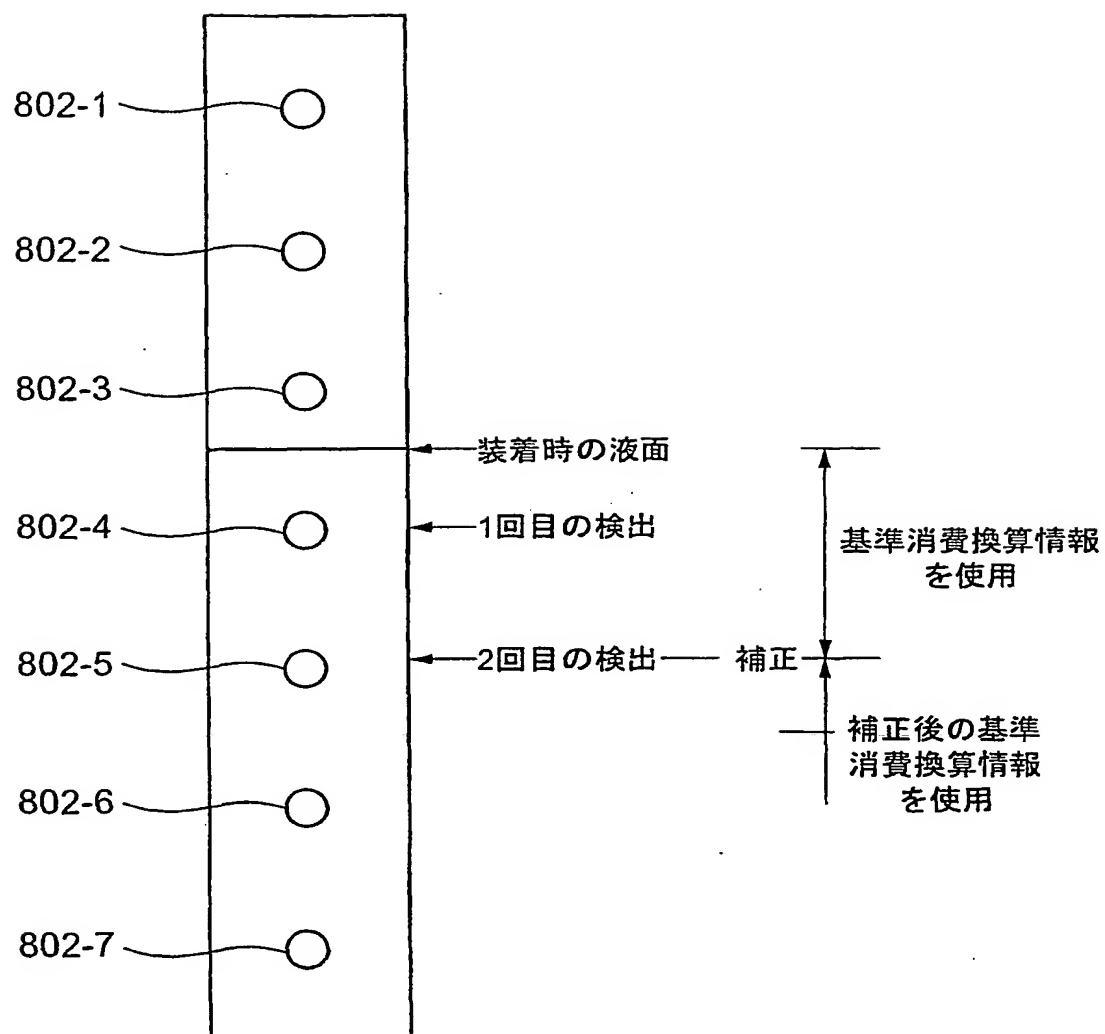 802-1
802-2
802-3
装着時の液面
802-4
1回目の検出
基準消費換算情報
を使用
802-5
2回目の検出
補正
補正後の基準
消費換算情報
を使用
802-6
802-7